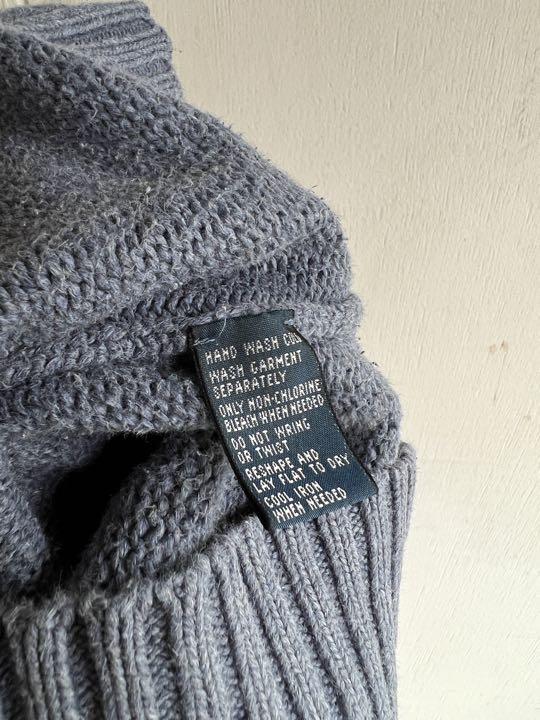 HAND WASH COL
WASH GARMENT
SEPARATELY
ONLY NON-CHLORINE
BLEACH WHEN NEEDED
DO NOT WRING
OR TWIST
RESHAPE AND
LAY FLAT TO DRY
COOL IRON
WHEN NEEDED